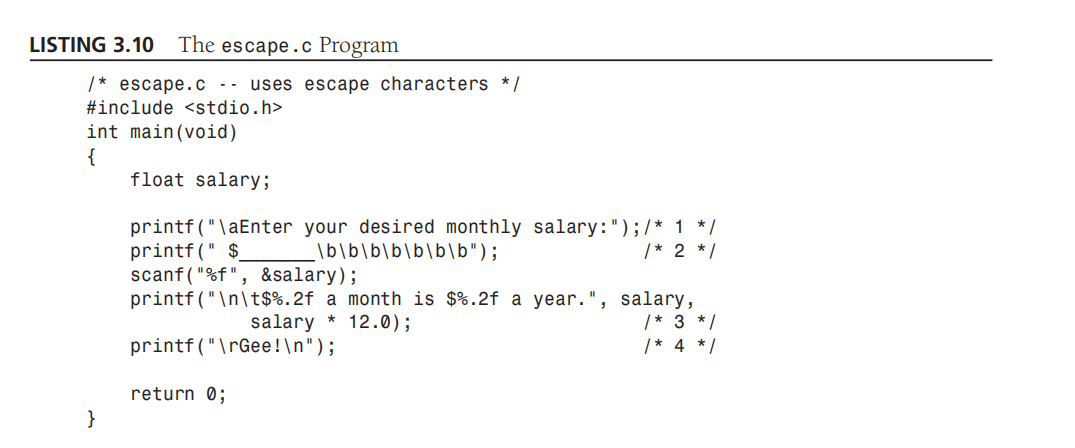 LISTING 3.10 The escape.c Program
/* escape.c -- uses escape characters */
#include <stdio.h>
int main(void)
{
    float salary;

    printf("\aEnter your desired monthly salary:");/* 1 */
    printf(" $_______\b\b\b\b\b\b\b");            /* 2 */
    scanf("%f", &salary);
    printf("\n\t$%.2f a month is $%.2f a year.", salary,
              salary * 12.0);                   /* 3 */
    printf("\rGee!\n");                         /* 4 */

    return 0;
}